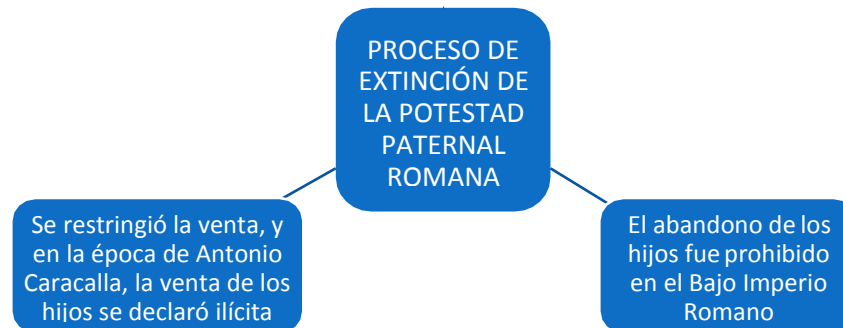 PROCESO DE
EXTINCIÓN DE
LA POTESTAD
PATERNAL
ROMANA
Se restringió la venta, y
en la época de Antonio
Caracalla, la venta de los
hijos se declaró ilícita
El abandono de los
hijos fue prohibido
en el Bajo Imperio
Romano